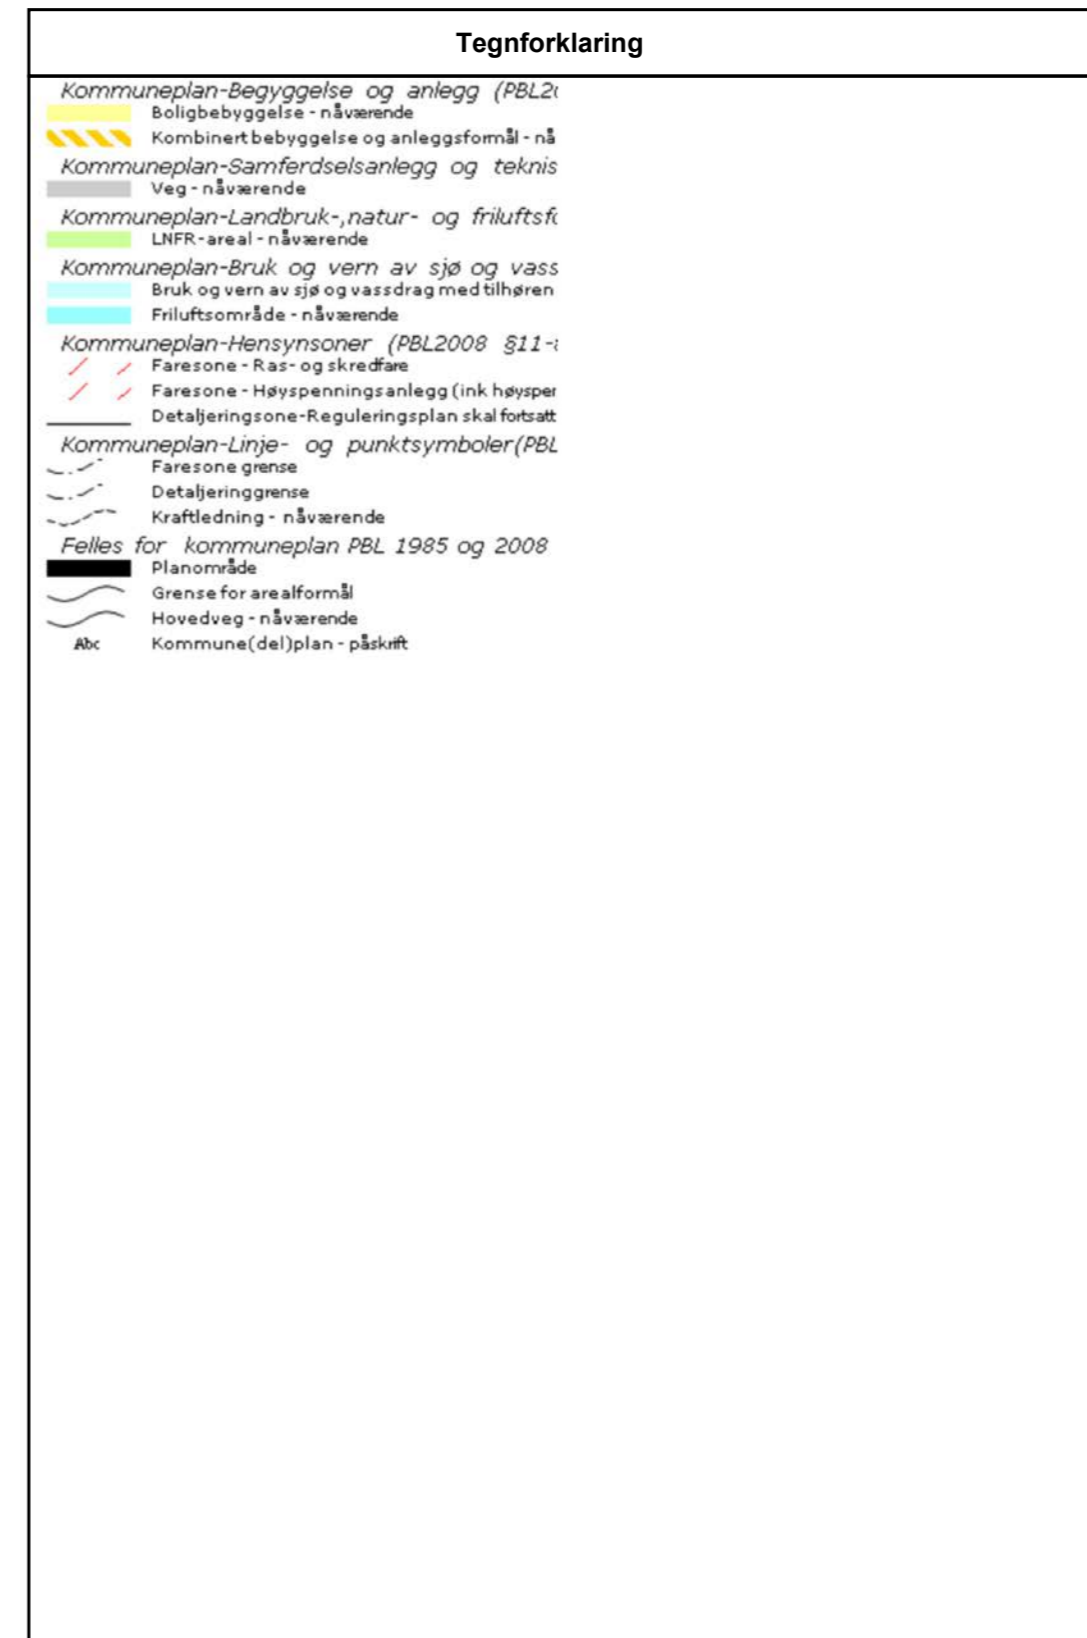 Tegnforklaring
Kommuneplan-Begyggelse og anlegg (PBL2
Boligbebyggelse - nåværende
Kombinert bebyggelse og anleggsformål - nå
Kommuneplan-Samferdselsanlegg og teknis
Veg - nåværende
Kommuneplan-Landbruk-,natur- og friluftsf
LNFR-areal - nåværende
Kommuneplan-Bruk og vern av sjø og vass
Bruk og vern av sjø og vassdrag med tilhøren
Friluftsområde - nåværende
Kommuneplan-Hensynsoner (PBL2008 §11-
Faresone - Ras- og skredfare
Faresone - Høyspenningsanlegg (ink høyspen
Detaljeringsone-Reguleringsplan skal fortsatt
Kommuneplan-Linje- og punktsymboler(PBL
Faresone grense
Detaljeringgrense
Kraftledning - nåværende
Felles for kommuneplan PBL 1985 og 2008
Planområde
Grense for arealformål
Hovedveg - nåværende
Abc Kommune(del)plan - påskrift